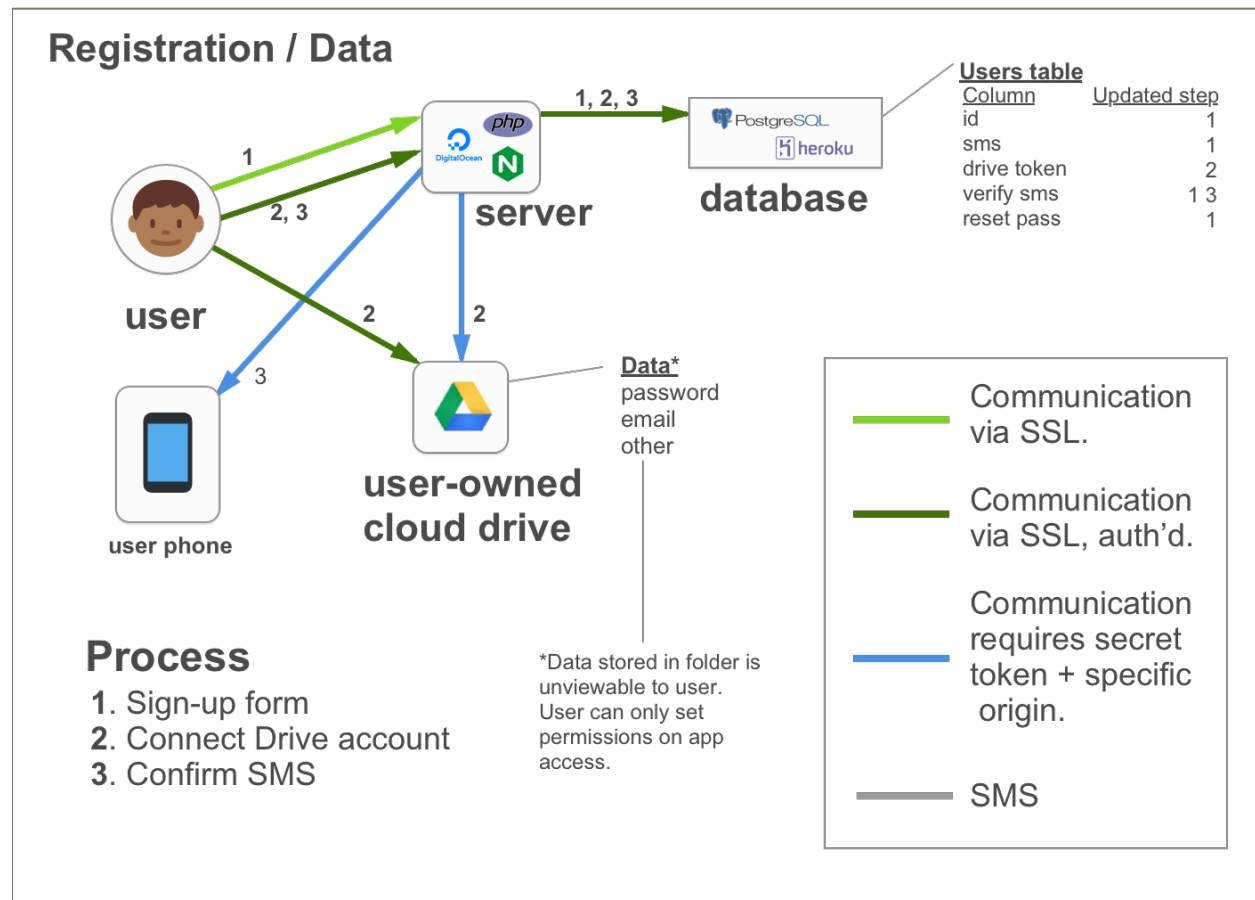 Registration / Data
1, 2, 3
Users table
Column Updated step
id 1
sms 1
drive token 2
verify sms 1 3
reset pass 1
php
DigitalOcean
N
PostgreSQL
heroku
server
database
1
2, 3
user
2
2
3
Data*
password
email
other
user-owned
cloud drive
user phone
Communication
via SSL.
Communication
via SSL, auth’d.
Communication
requires secret
token + specific
origin.
SMS
Process
1. Sign-up form
2. Connect Drive account
3. Confirm SMS
*Data stored in folder is
unviewable to user.
User can only set
permissions on app
access.